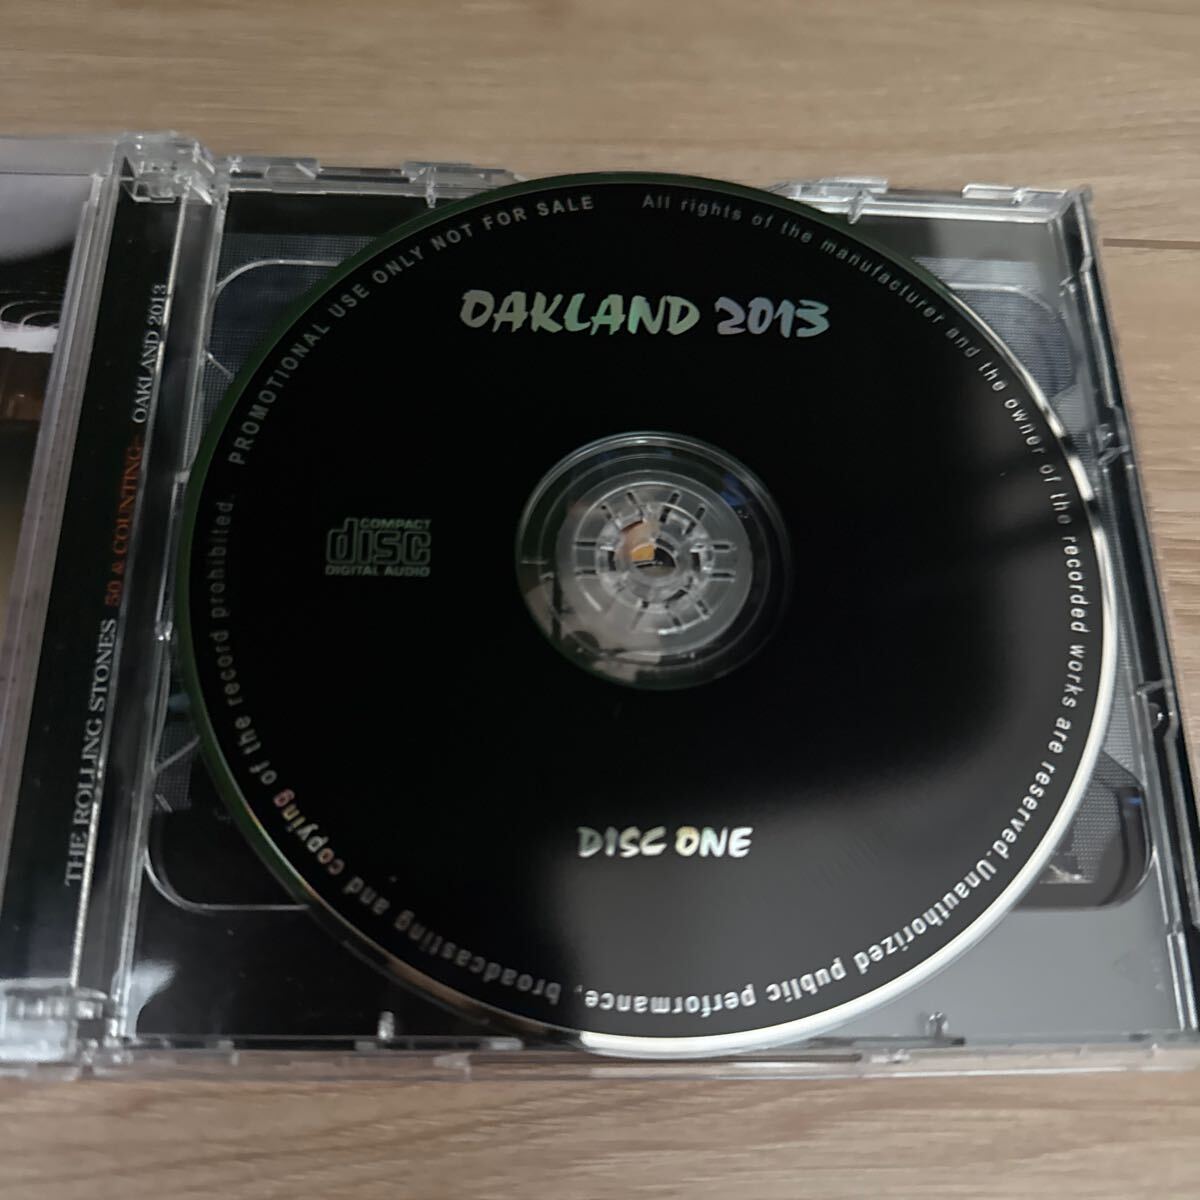 THE ROLLING STONES 50 & COUNTING- OAKLAND 2013
PROMOTIONAL USE ONLY NOT FOR SALE
All rights of the manufacturer and the owner of the recorded works are reserved. Unauthorized public performance, broadcasting and copying of the record prohibited.
OAKLAND 2013
COMPACT
disc
DIGITAL AUDIO
DISC ONE